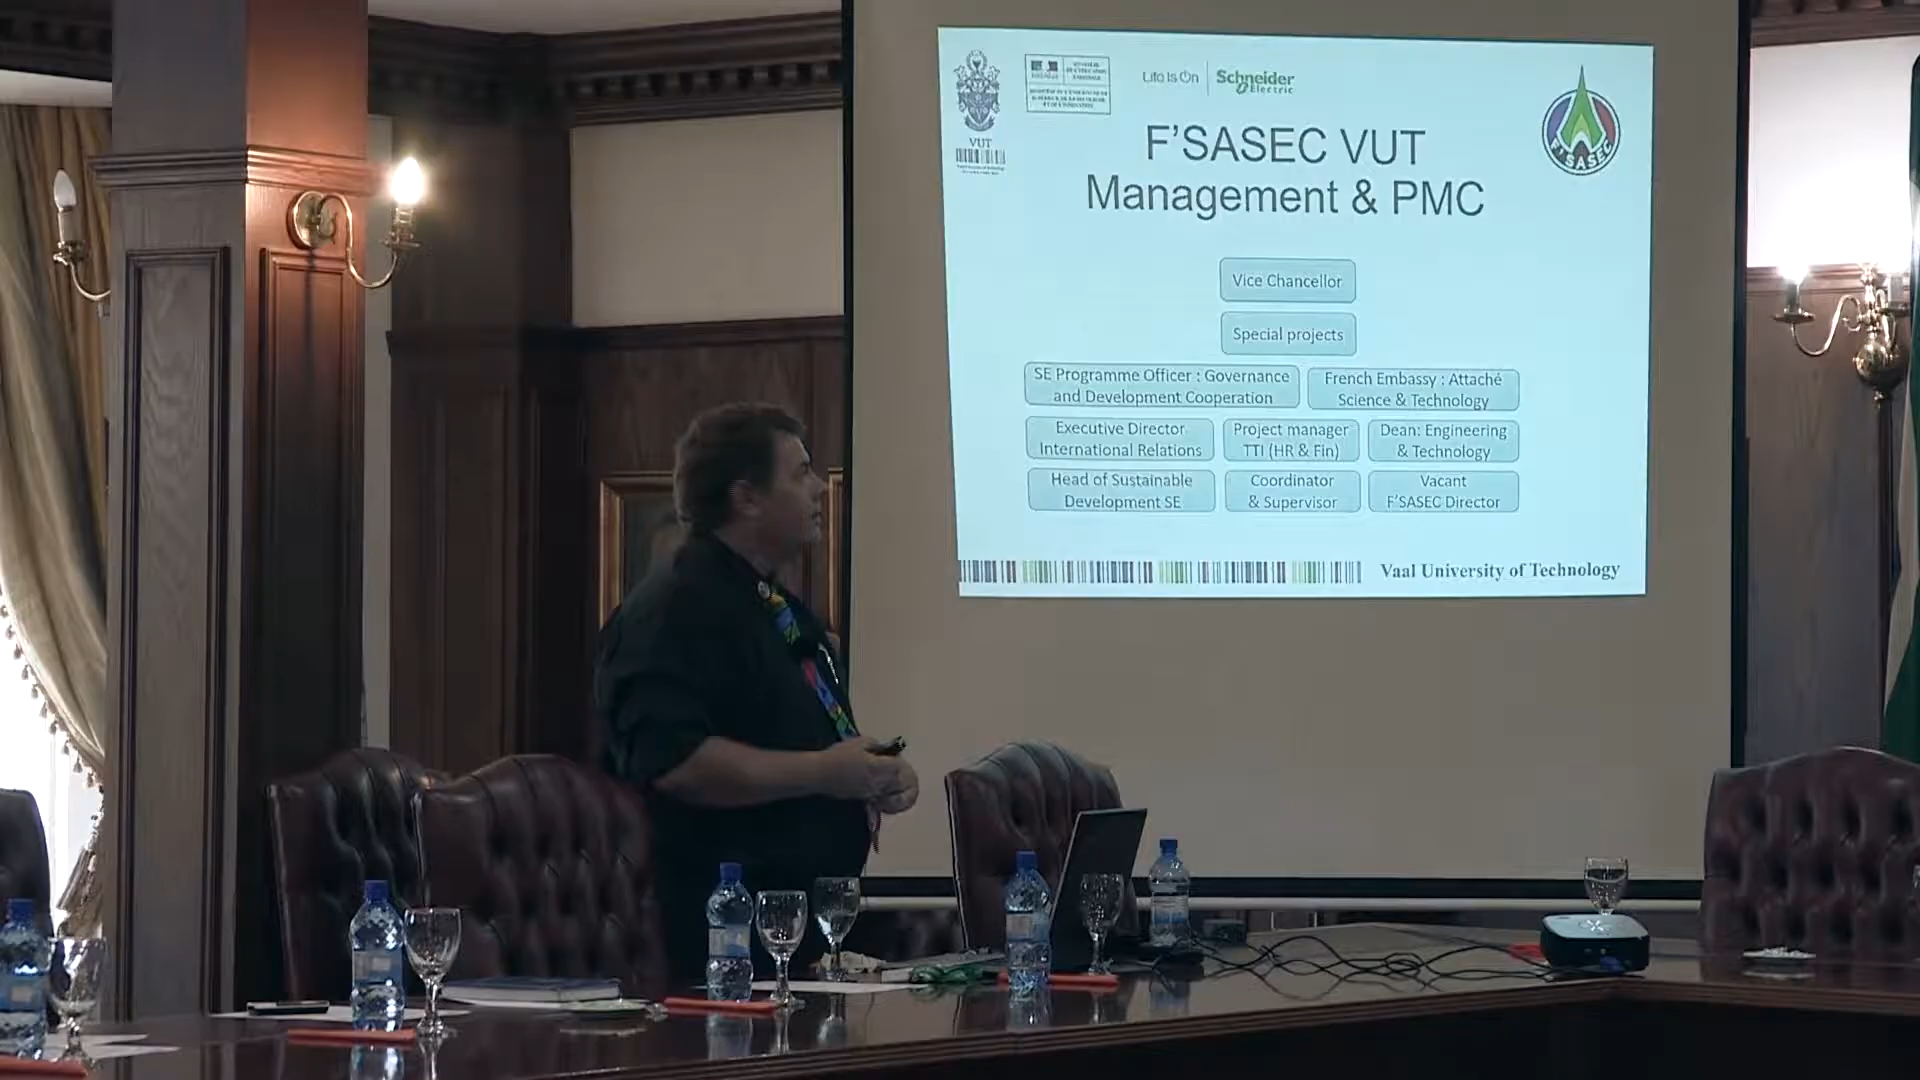 VUT
Life Is On
Schneider
Electric
F'SASEC
F'SASEC VUT
Management & PMC
Vice Chancellor
Special projects
SE Programme Officer : Governance
and Development Cooperation
French Embassy : Attaché
Science & Technology
Executive Director
International Relations
Project manager
TTI (HR & Fin)
Dean: Engineering
& Technology
Head of Sustainable
Development SE
Coordinator
& Supervisor
Vacant
F'SASEC Director
Vaal University of Technology